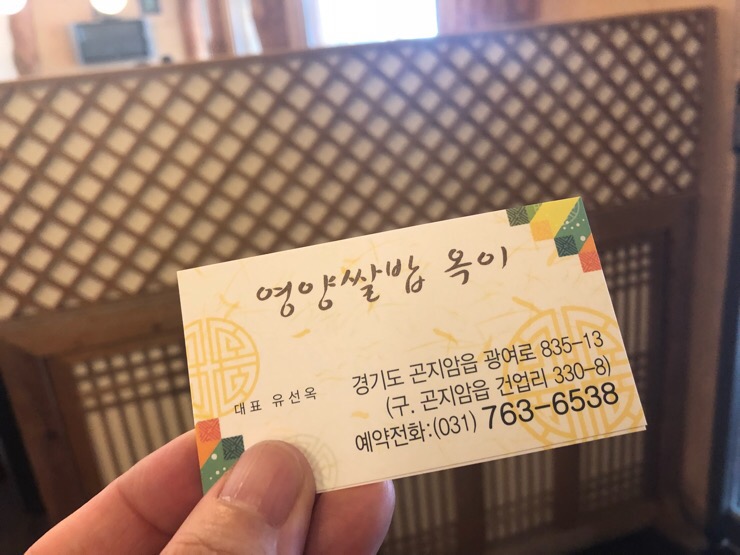 영양쌀밥 옥이
대표 유선옥
경기도 곤지암읍 광여로 835-13
(구. 곤지암읍 건업리 330-8)
예약전화:(031) 763-6538